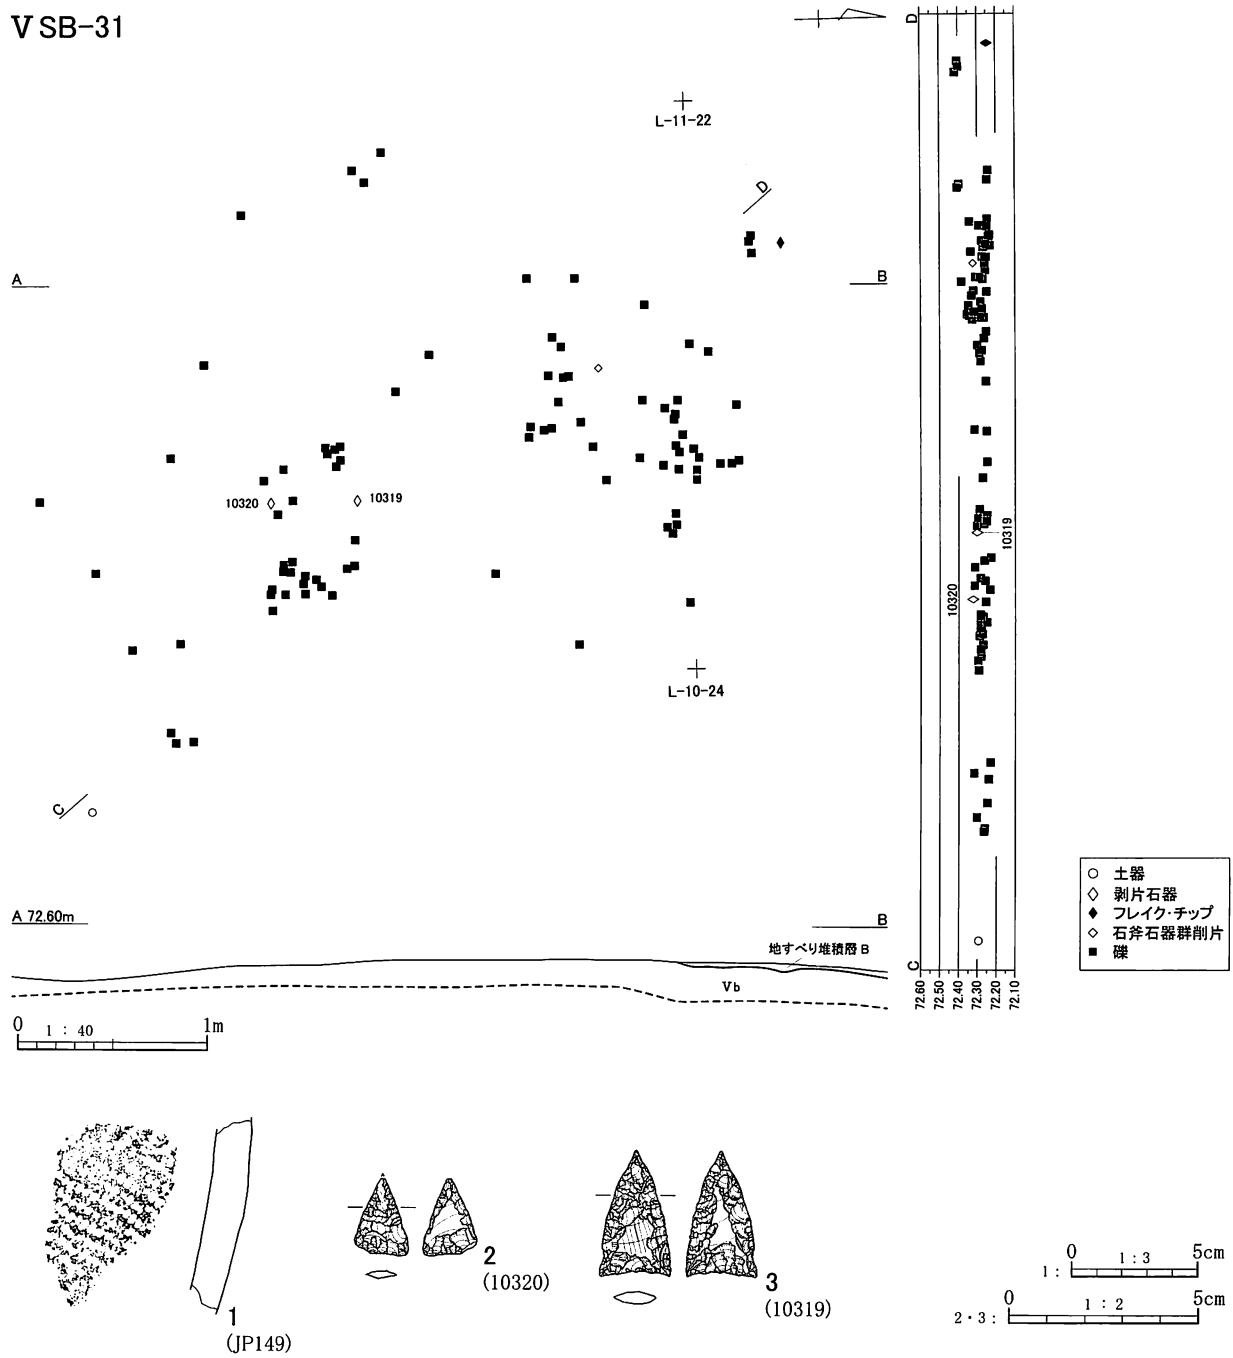 V SB-31
L-11-22
D
D
A
B
10320
10319
10319
10320
L-10-24
C
C
72.60
72.50
72.40
72.30
72.20
72.10
土器
剥片石器
フレイク・チップ
石斧石器群削片
礫
A 72.60m
B
地すべり堆積層 B
Vb
0 1 : 40 1m
1
(JP149)
2
(10320)
3
(10319)
0 1:3 5cm
1:
0 1 : 2 5cm
2・3 :